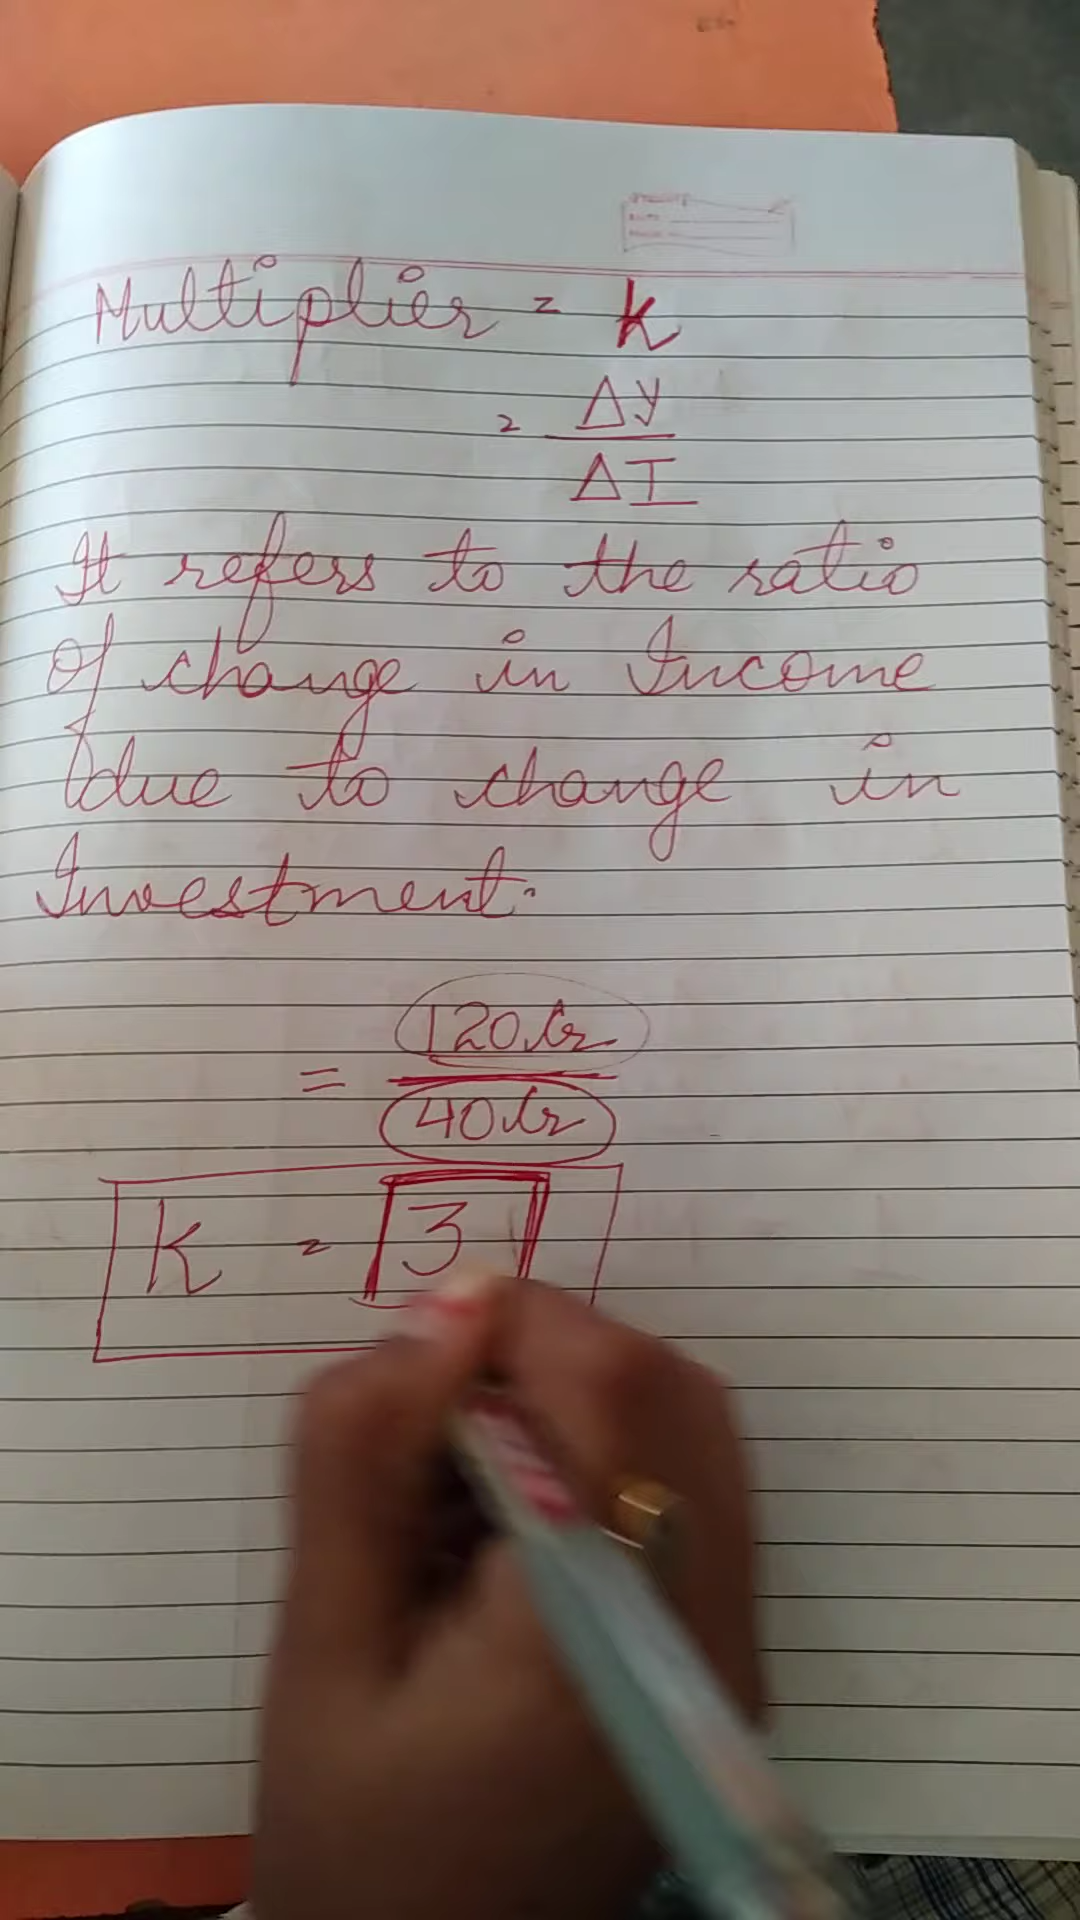 Multiplier = k
= ΔY
ΔI
It refers to the ratio
of change in Income
due to change in
Investment.
= 120 Cr
40 Cr
K = 3